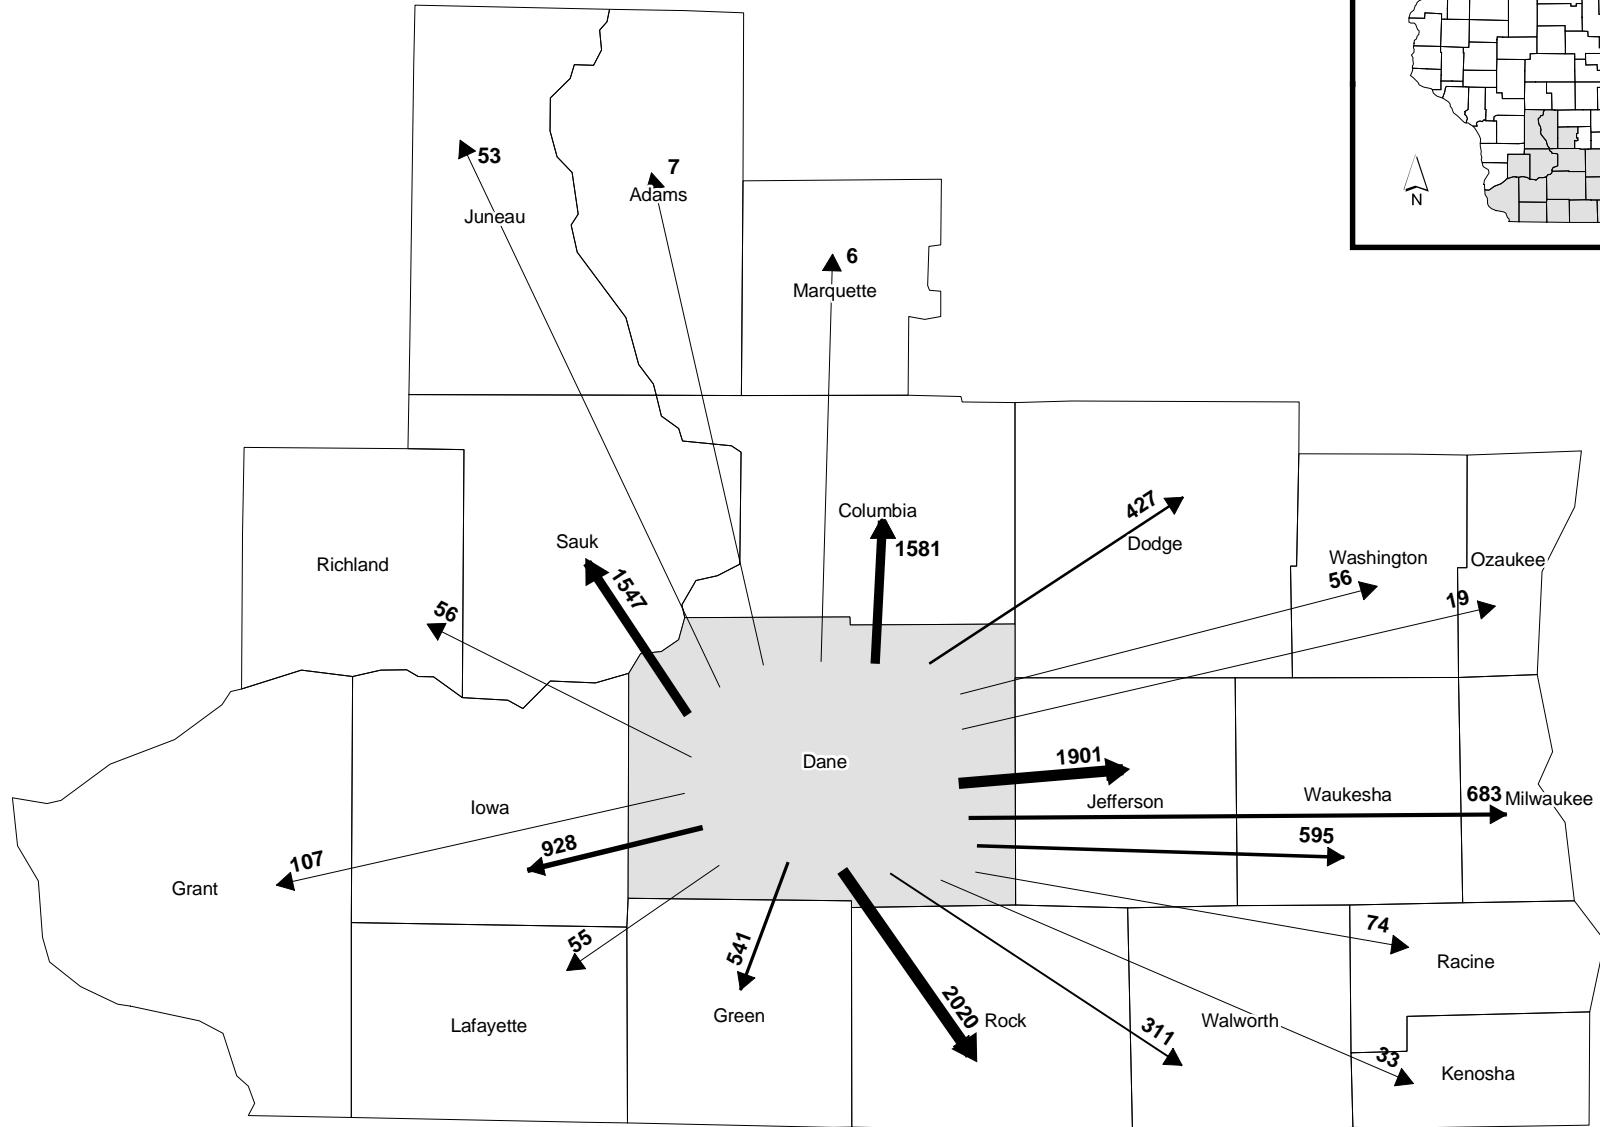 53
7
Adams
Juneau
N
6
Marquette
Columbia
427
1581
Dodge
Sauk
Richland
Washington
Ozaukee
1547
56
56
19
Dane
1901
Iowa
Jefferson
Waukesha
683
Milwaukee
928
595
107
Grant
74
55
541
Racine
2020
Green
Rock
Lafayette
Walworth
311
33
Kenosha